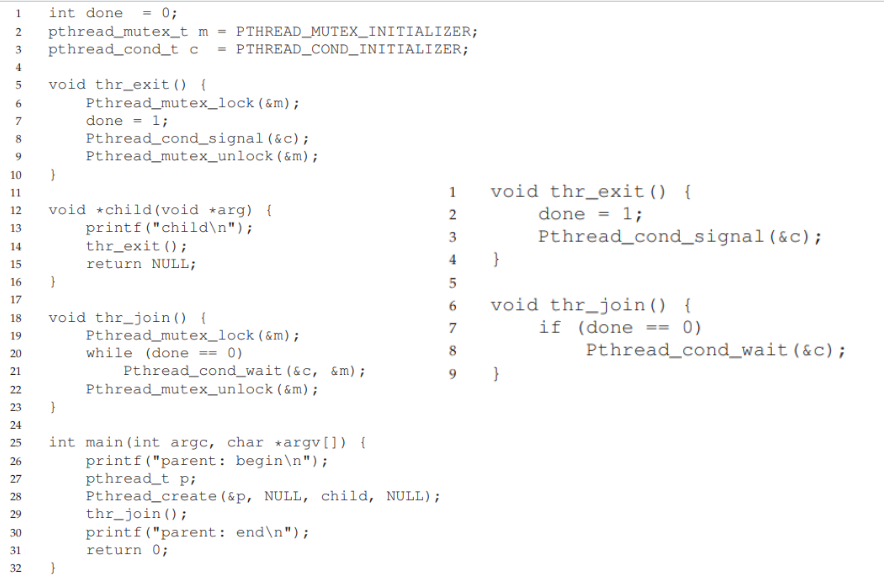 1 int done  = 0;
2 pthread_mutex_t m = PTHREAD_MUTEX_INITIALIZER;
3 pthread_cond_t c  = PTHREAD_COND_INITIALIZER;
4
5 void thr_exit() {
6     Pthread_mutex_lock(&m);
7     done = 1;
8     Pthread_cond_signal(&c);
9     Pthread_mutex_unlock(&m);
10 }
11
12 void *child(void *arg) {
13     printf("child\n");
14     thr_exit();
15     return NULL;
16 }
17
18 void thr_join() {
19     Pthread_mutex_lock(&m);
20     while (done == 0)
21         Pthread_cond_wait(&c, &m);
22     Pthread_mutex_unlock(&m);
23 }
24
25 int main(int argc, char *argv[]) {
26     printf("parent: begin\n");
27     pthread_t p;
28     Pthread_create(&p, NULL, child, NULL);
29     thr_join();
30     printf("parent: end\n");
31     return 0;
32 }
1 void thr_exit() {
2     done = 1;
3     Pthread_cond_signal(&c);
4 }
5
6 void thr_join() {
7     if (done == 0)
8         Pthread_cond_wait(&c);
9 }